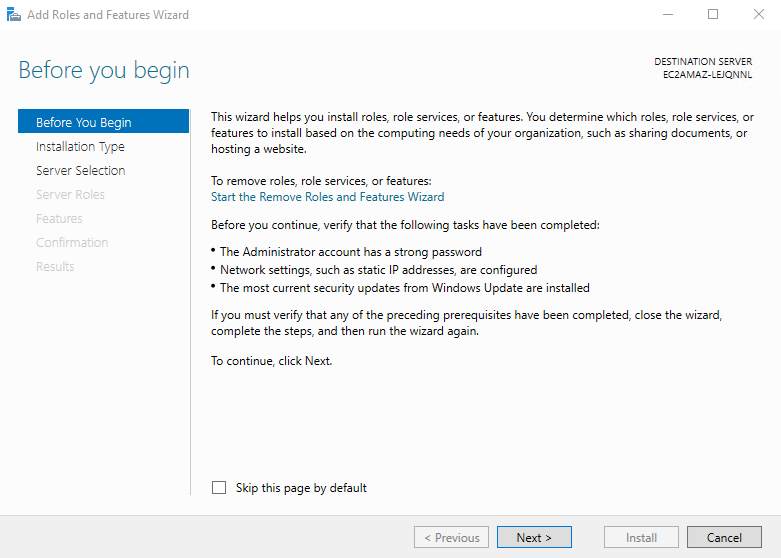 Add Roles and Features Wizard
Before you begin
DESTINATION SERVER
EC2AMAZ-LEJQNNL
Before You Begin
Installation Type
Server Selection
Server Roles
Features
Confirmation
Results
This wizard helps you install roles, role services, or features. You determine which roles, role services, or
features to install based on the computing needs of your organization, such as sharing documents, or
hosting a website.
To remove roles, role services, or features:
Start the Remove Roles and Features Wizard
Before you continue, verify that the following tasks have been completed:
• The Administrator account has a strong password
• Network settings, such as static IP addresses, are configured
• The most current security updates from Windows Update are installed
If you must verify that any of the preceding prerequisites have been completed, close the wizard,
complete the steps, and then run the wizard again.
To continue, click Next.
Skip this page by default
< Previous
Next >
Install
Cancel